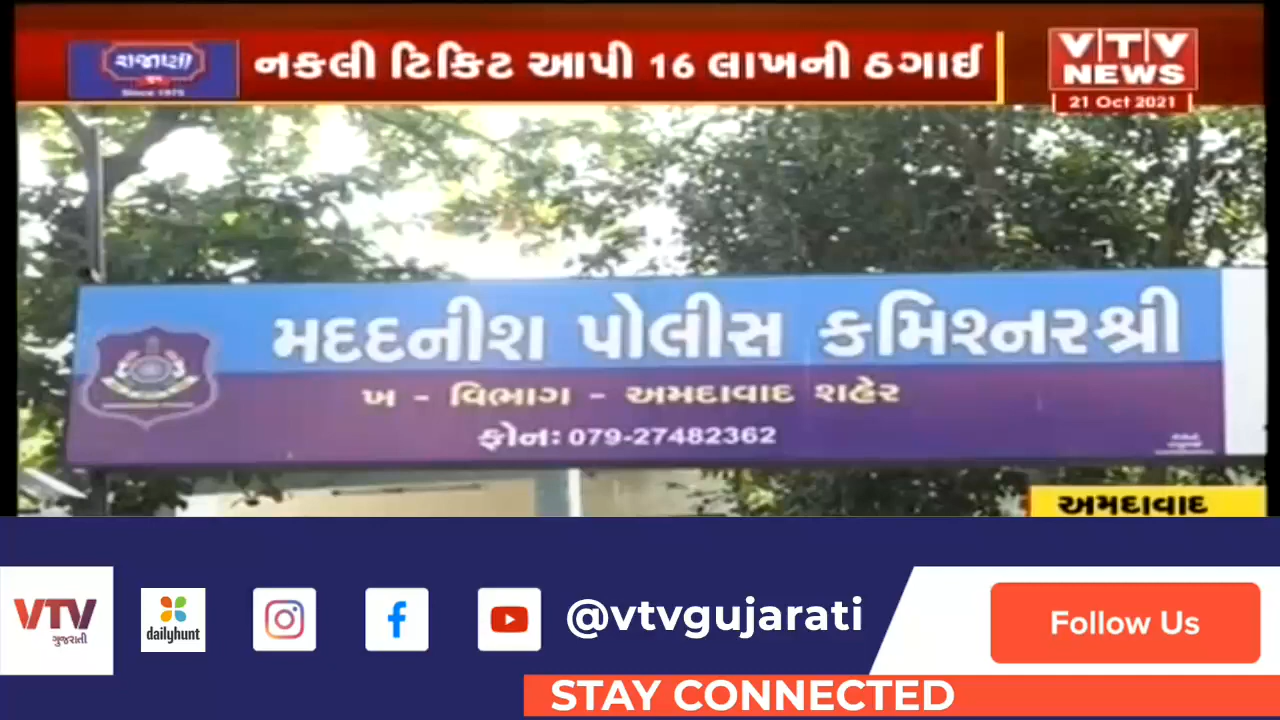 રાજાણી
Since 1975
નકલી ટિકિટ આપી 16 લાખની ઠગાઇ
VTV
NEWS
21 Oct 2021
મદદનીશ પોલીસ કમિશ્નરશ્રી
ખ - વિભાગ - અમદાવાદ શહેર
ફોનઃ 079-27482362
અમદાવાદ
VTV
ગુજરાતી
dailyhunt
@vtvgujarati
Follow Us
STAY CONNECTED